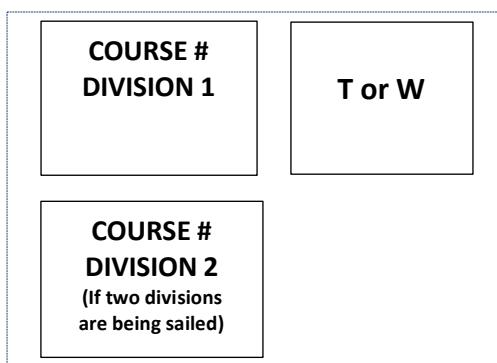 COURSE #
DIVISION 1
T or W
COURSE #
DIVISION 2
(If two divisions
are being sailed)